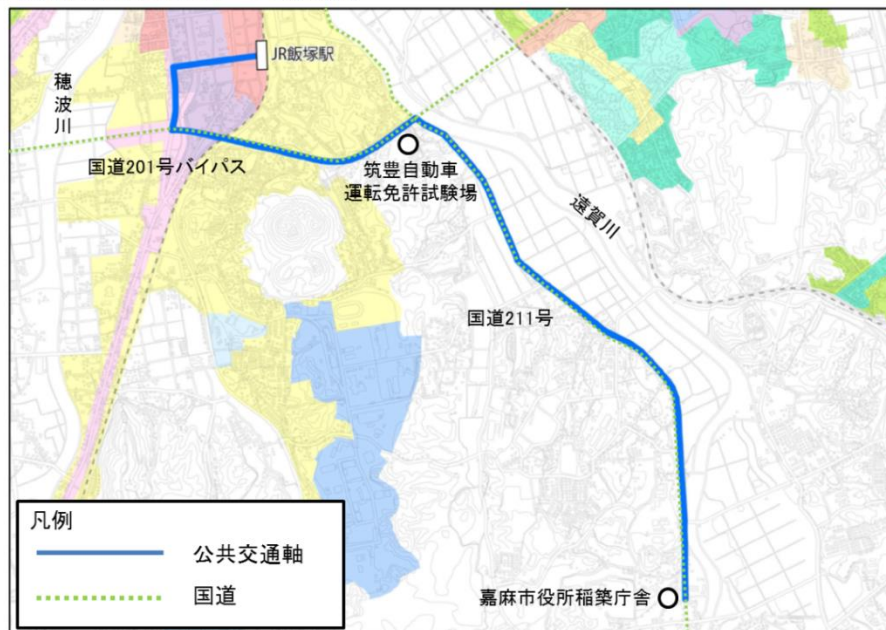 JR飯塚駅
穂波川
国道201号バイパス
筑豊自動車
運転免許試験場
遠賀川
国道211号
凡例
公共交通軸
国道
嘉麻市役所稲築庁舎